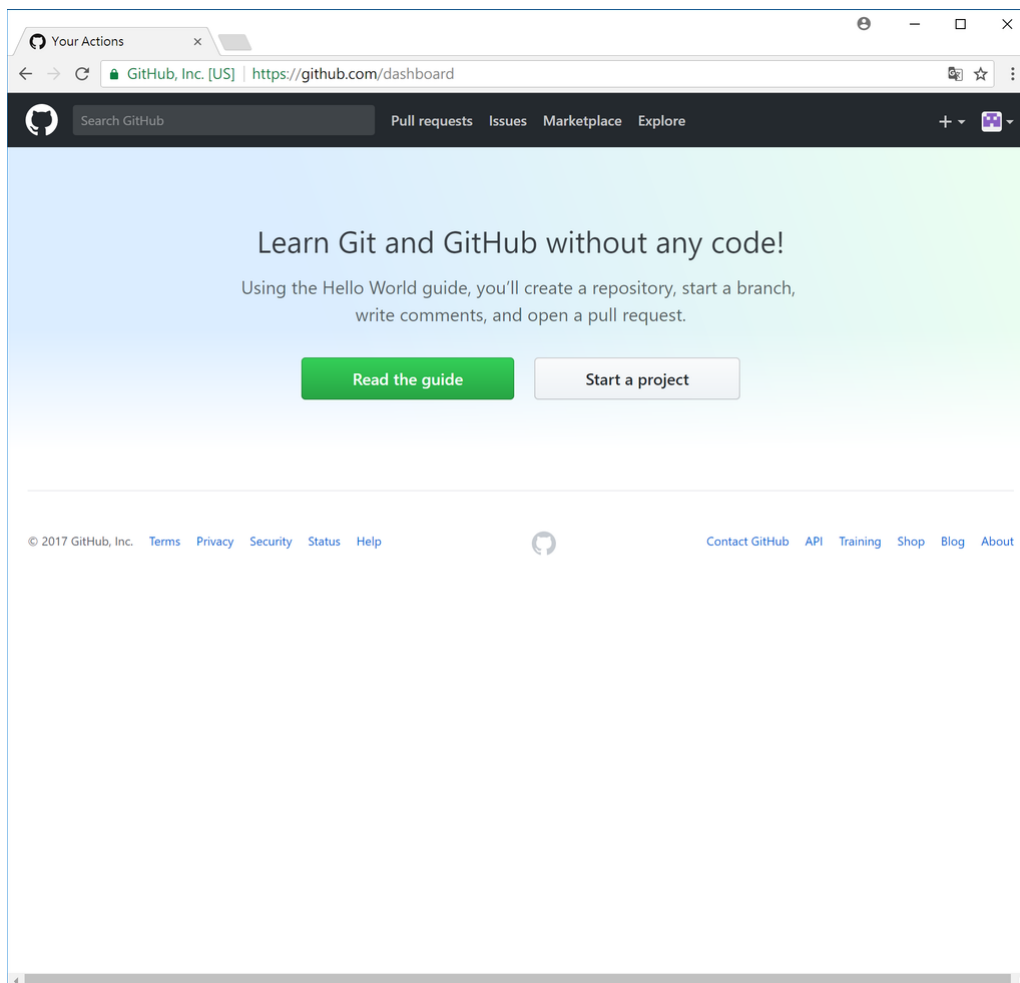 Your Actions
GitHub, Inc. [US] | https://github.com/dashboard
Search GitHub Pull requests Issues Marketplace Explore
Learn Git and GitHub without any code!
Using the Hello World guide, you’ll create a repository, start a branch,
write comments, and open a pull request.
Read the guide Start a project
© 2017 GitHub, Inc. Terms Privacy Security Status Help Contact GitHub API Training Shop Blog About